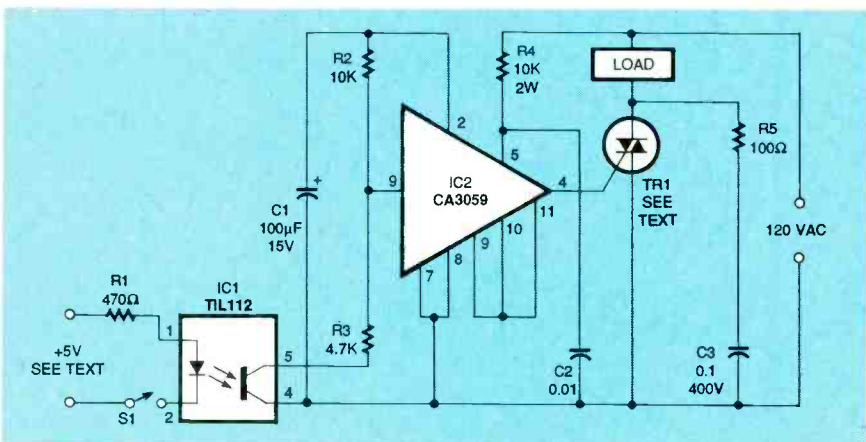 R2
10K
R4
10K
2W
LOAD
2
R5
100Ω
5
IC2
CA3059
9
4
11
TR1
SEE
TEXT
C1
100µF
15V
+
10
120 VAC
9
8
7
R1
470Ω
IC1
TIL112
1
5
R3
4.7K
+5V
SEE TEXT
C2
0.01
C3
0.1
400V
4
S1
2